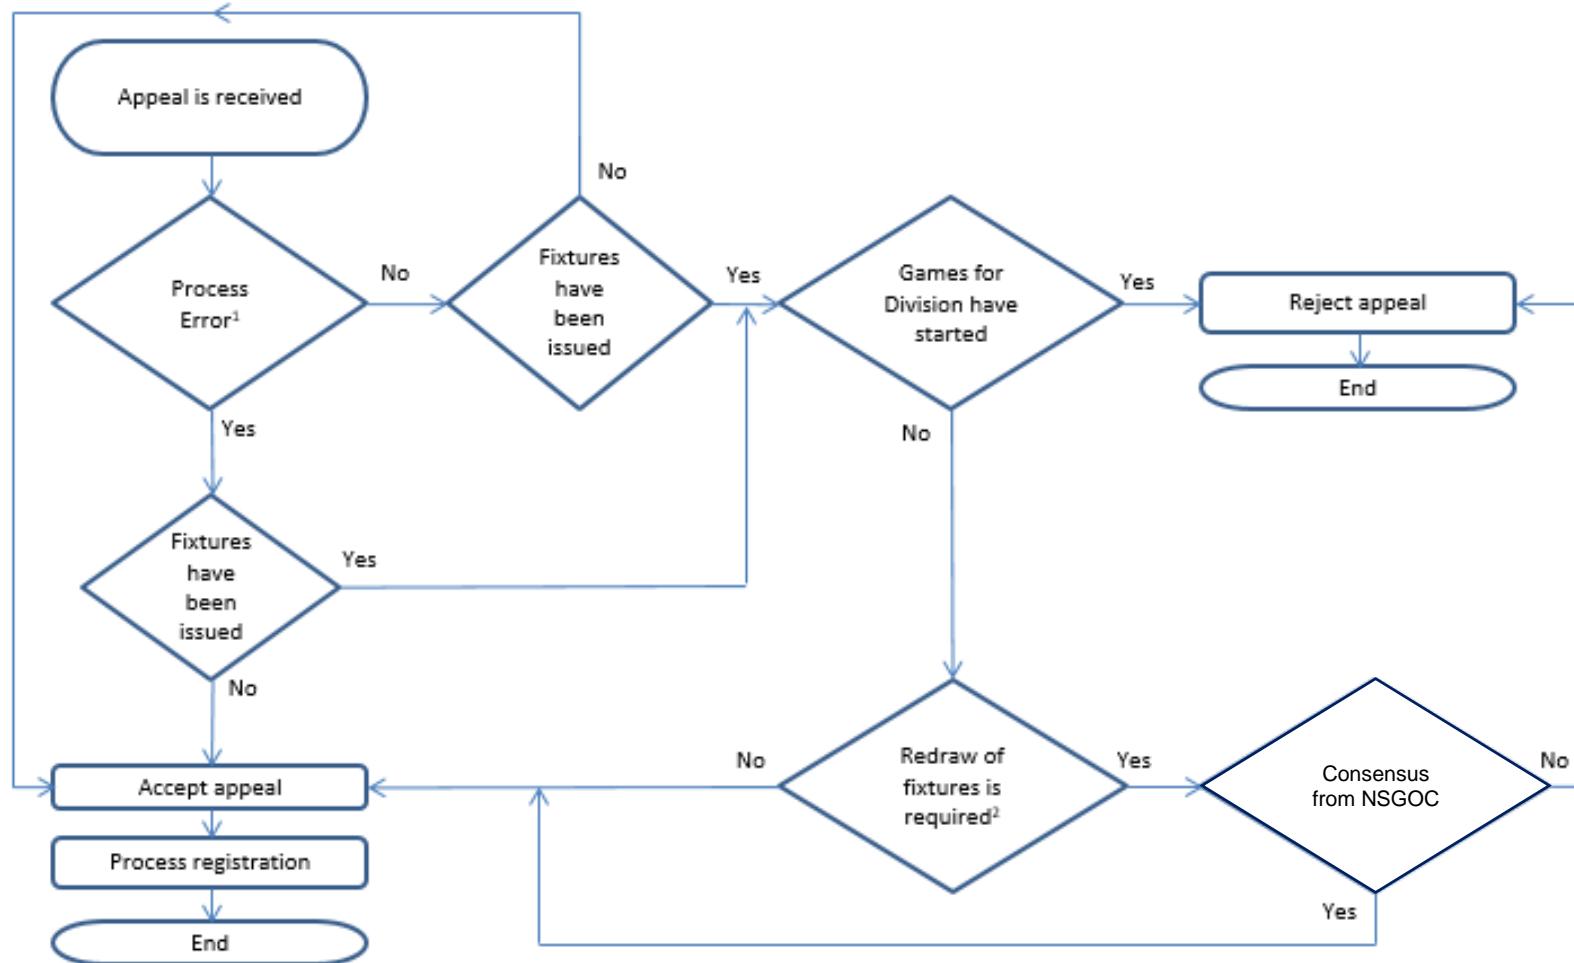 Appeal is received
No
Process
Error¹
No
Fixtures
have
been
issued
Yes
Games for
Division have
started
Yes
Reject appeal
End
Yes
No
Fixtures
have
been
issued
Yes
No
Accept appeal
Process registration
End
No
Redraw of
fixtures is
required²
Yes
Consensus
from NSGOC
No
Yes